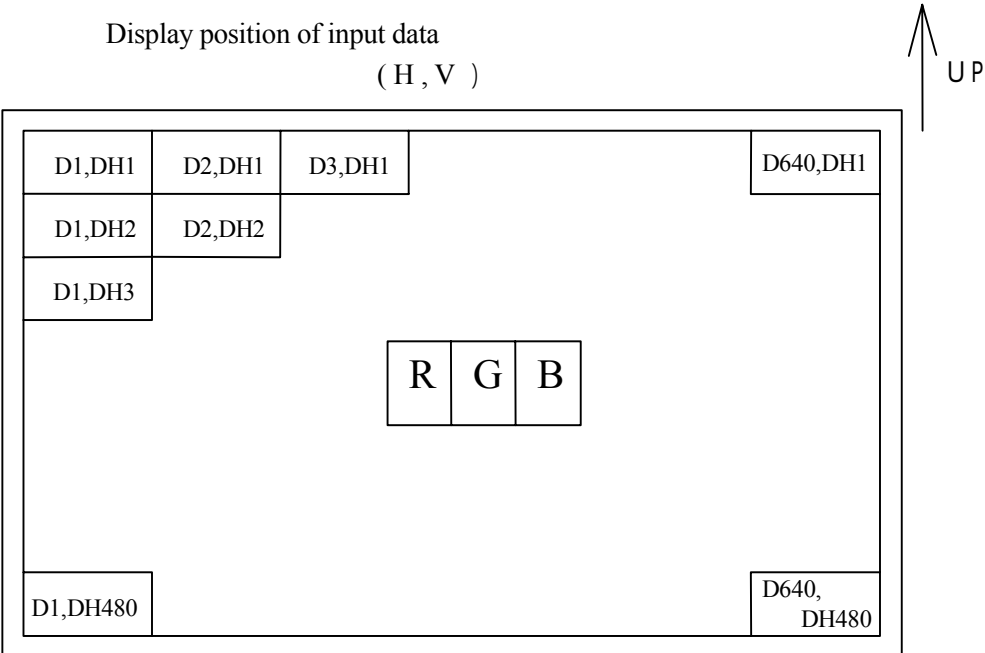 Display position of input data
( H , V )
UP
D1,DH1 D2,DH1 D3,DH1 D640,DH1
D1,DH2 D2,DH2
D1,DH3
R G B
D1,DH480 D640,
DH480